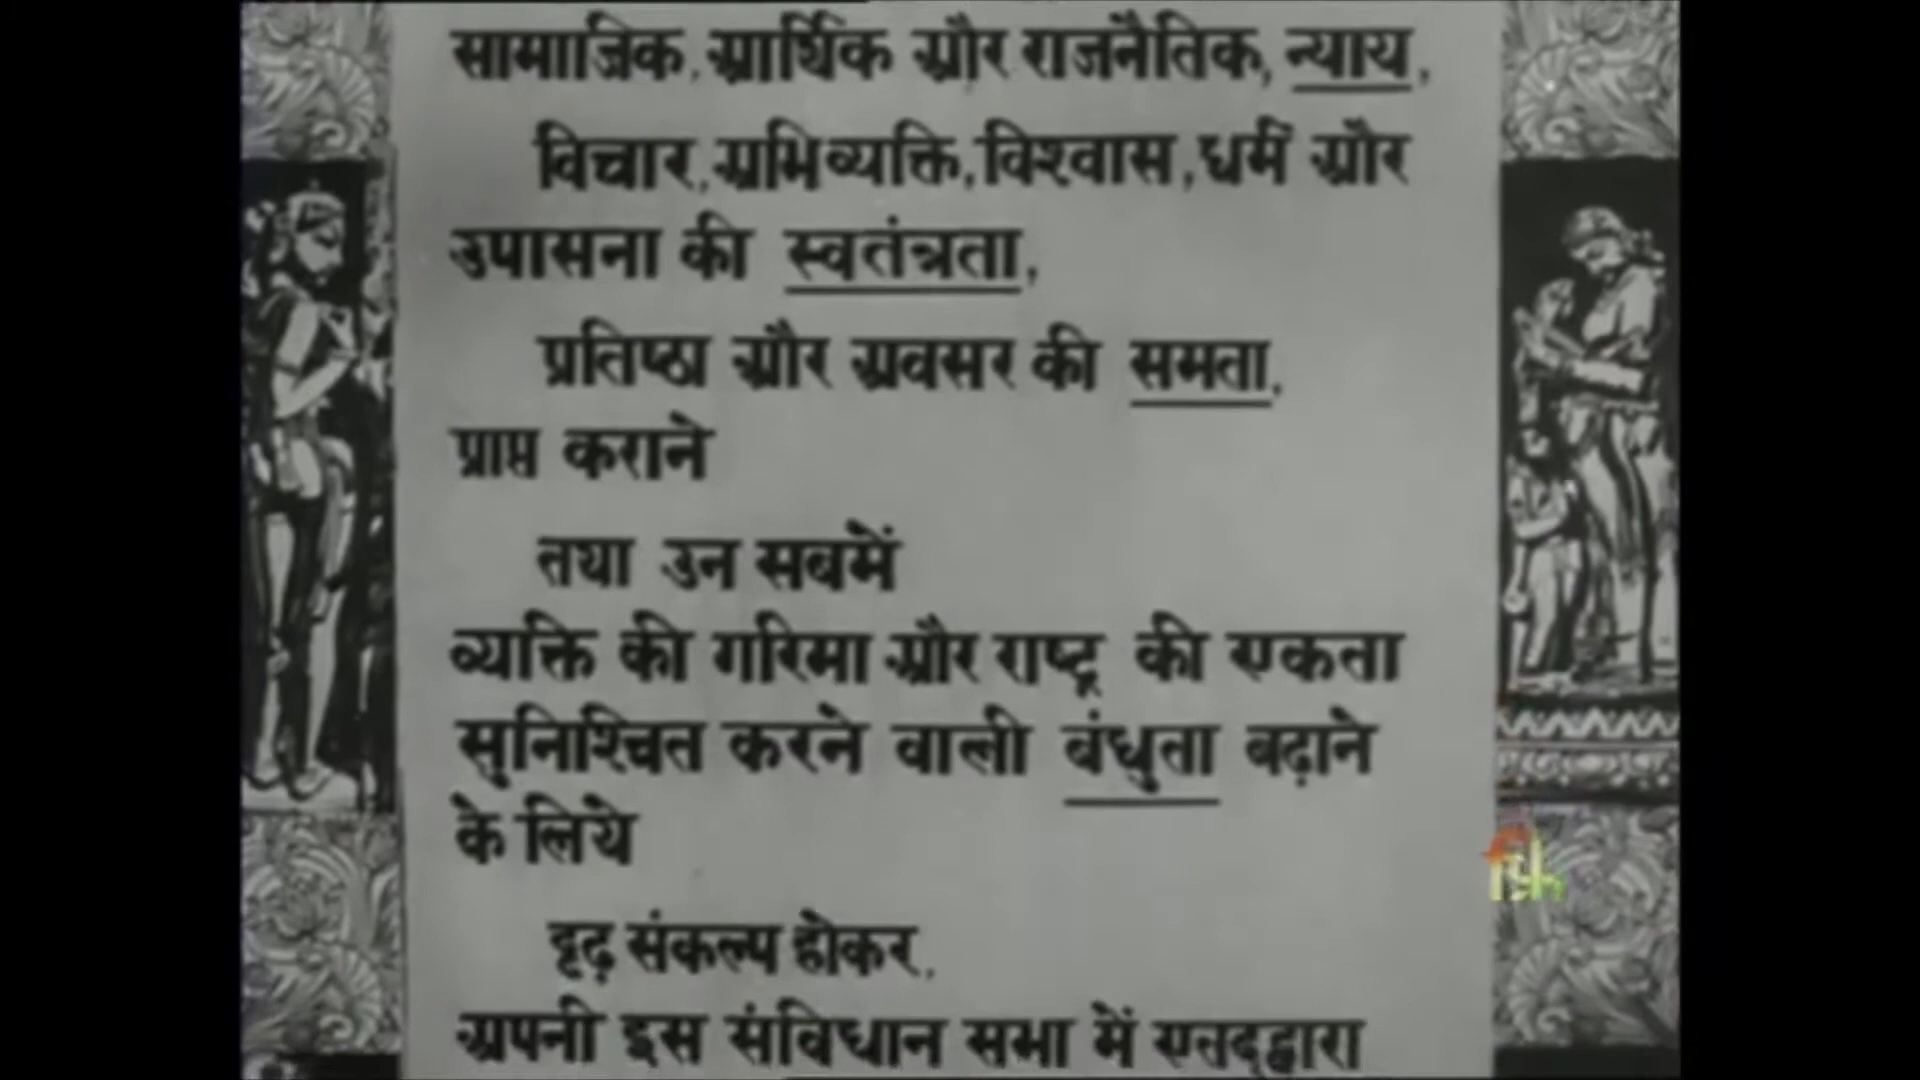 सामाजिक, आर्थिक और राजनैतिक, न्याय,
विचार, अभिव्यक्ति, विश्वास, धर्म और
उपासना की स्वतंत्रता,
प्रतिष्ठा और अवसर की समता,
प्राप्त कराने
तथा उन सबमें
व्यक्ति की गरिमा और राष्ट्र की एकता
सुनिश्चित करने वाली बंधुता बढ़ाने
के लिये
दृढ़ संकल्प होकर,
अपनी इस संविधान सभा में एतद्द्वारा